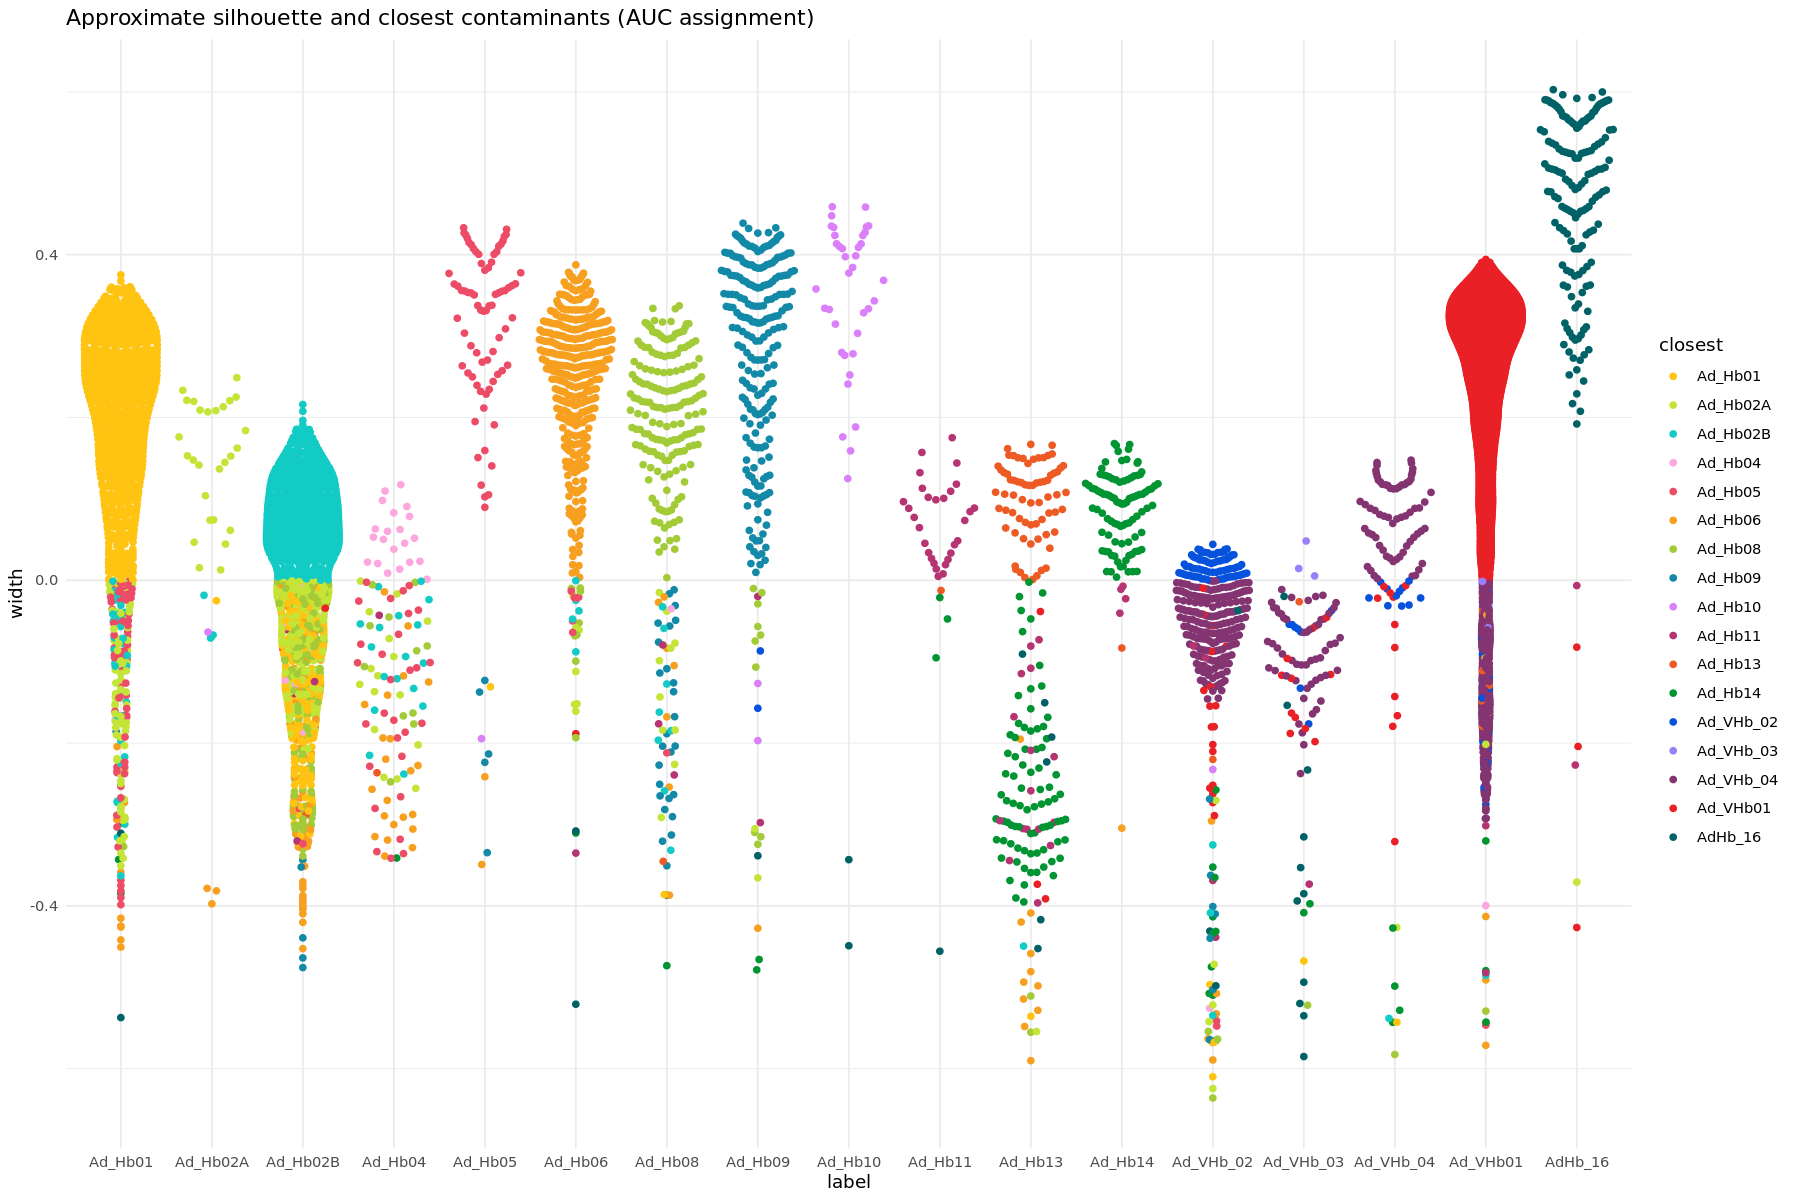 Approximate silhouette and closest contaminants (AUC assignment)
width
0.4
0.0
-0.4
Ad_Hb01 Ad_Hb02A Ad_Hb02B Ad_Hb04 Ad_Hb05 Ad_Hb06 Ad_Hb08 Ad_Hb09 Ad_Hb10 Ad_Hb11 Ad_Hb13 Ad_Hb14 Ad_VHb_02 Ad_VHb_03 Ad_VHb_04 Ad_VHb01 AdHb_16
label
closest
Ad_Hb01
Ad_Hb02A
Ad_Hb02B
Ad_Hb04
Ad_Hb05
Ad_Hb06
Ad_Hb08
Ad_Hb09
Ad_Hb10
Ad_Hb11
Ad_Hb13
Ad_Hb14
Ad_VHb_02
Ad_VHb_03
Ad_VHb_04
Ad_VHb01
AdHb_16